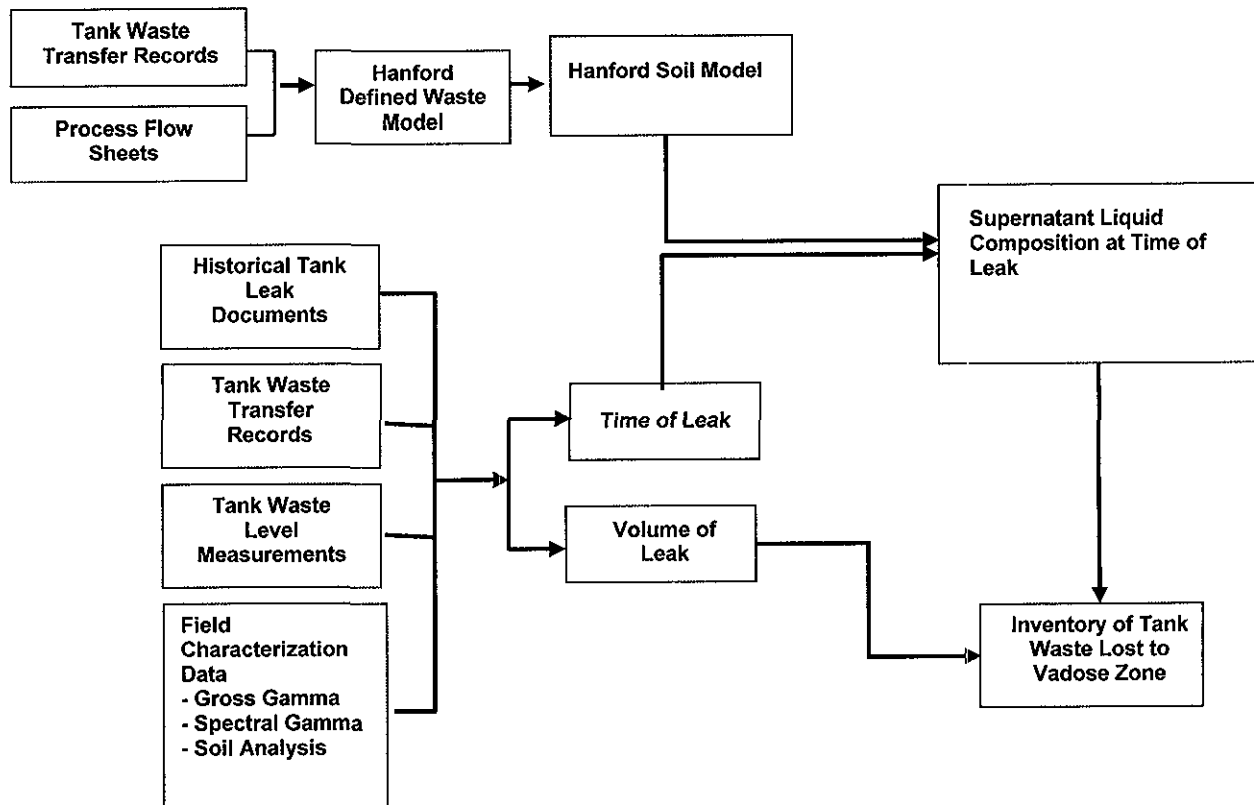 Tank Waste
Transfer Records
Process Flow
Sheets
Hanford
Defined Waste
Model
Hanford Soil Model
Supernatant Liquid
Composition at Time of
Leak
Historical Tank
Leak
Documents
Tank Waste
Transfer
Records
Tank Waste
Level
Measurements
Field
Characterization
Data
- Gross Gamma
- Spectral Gamma
- Soil Analysis
Time of Leak
Volume of
Leak
Inventory of Tank
Waste Lost to
Vadose Zone